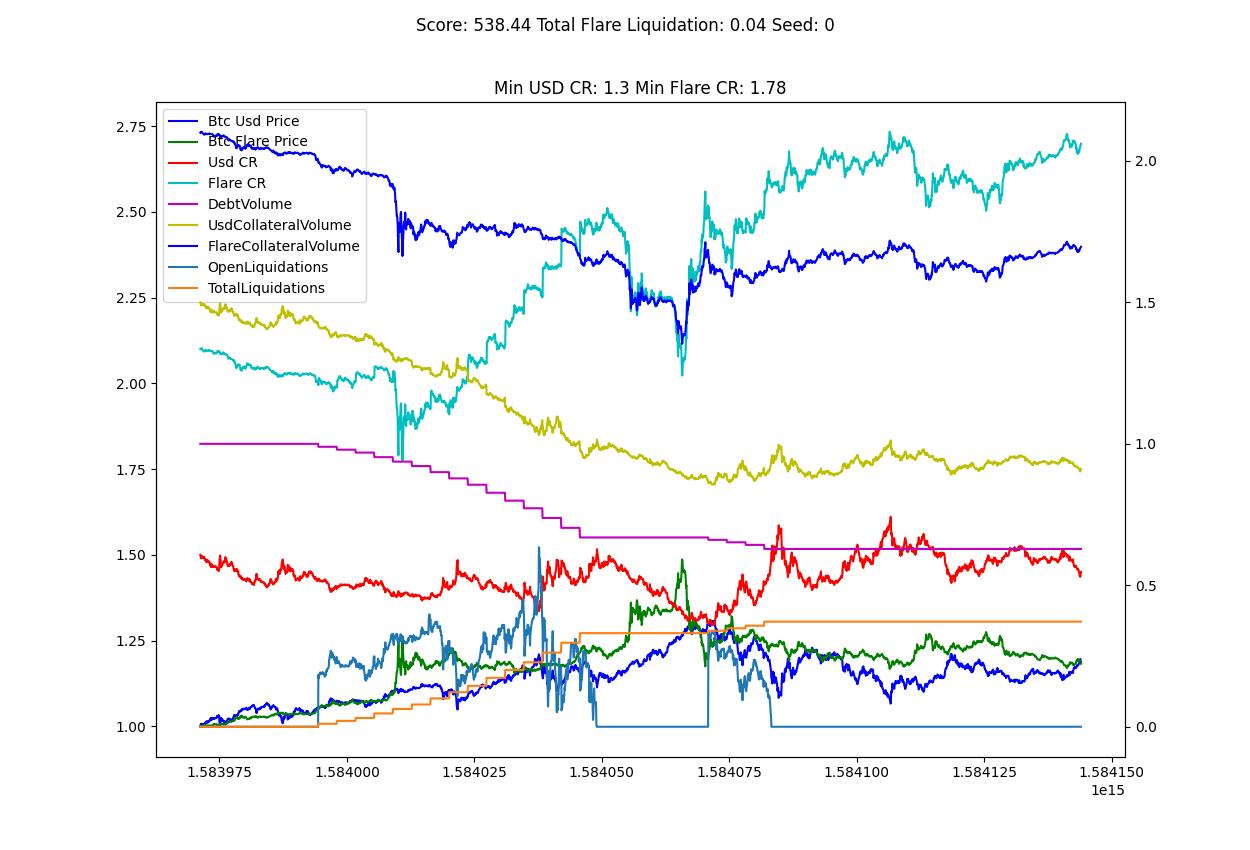 Score: 538.44 Total Flare Liquidation: 0.04 Seed: 0
Min USD CR: 1.3 Min Flare CR: 1.78
Btc Usd Price
Btc Flare Price
Usd CR
Flare CR
DebtVolume
UsdCollateralVolume
FlareCollateralVolume
OpenLiquidations
TotalLiquidations
2.75
2.50
2.25
2.00
1.75
1.50
1.25
1.00
2.0
1.5
1.0
0.5
0.0
1.583975 1.584000 1.584025 1.584050 1.584075 1.584100 1.584125 1.584150
1e15